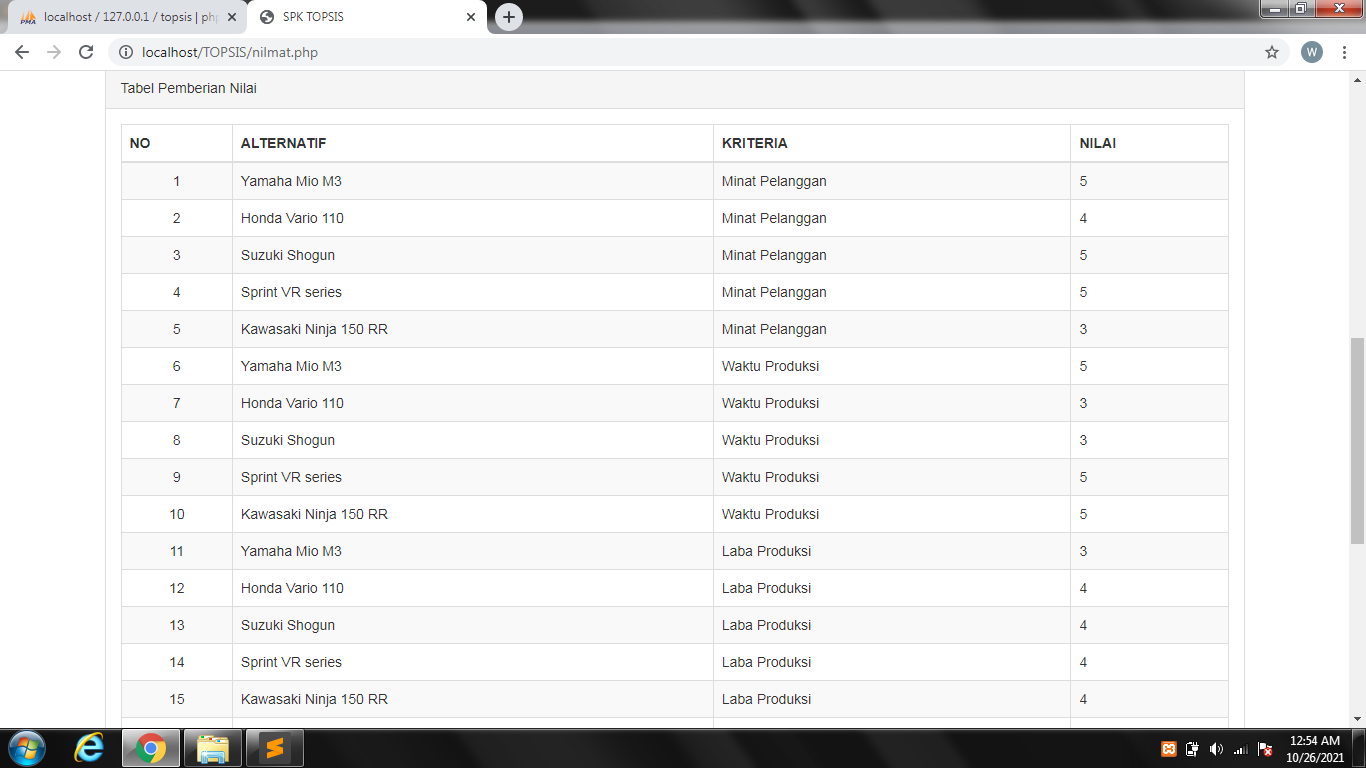 localhost / 127.0.0.1 / topsis | php
SPK TOPSIS
localhost/TOPSIS/nilmat.php
W
Tabel Pemberian Nilai
NO ALTERNATIF KRITERIA NILAI
1 Yamaha Mio M3 Minat Pelanggan 5
2 Honda Vario 110 Minat Pelanggan 4
3 Suzuki Shogun Minat Pelanggan 5
4 Sprint VR series Minat Pelanggan 5
5 Kawasaki Ninja 150 RR Minat Pelanggan 3
6 Yamaha Mio M3 Waktu Produksi 5
7 Honda Vario 110 Waktu Produksi 3
8 Suzuki Shogun Waktu Produksi 3
9 Sprint VR series Waktu Produksi 5
10 Kawasaki Ninja 150 RR Waktu Produksi 5
11 Yamaha Mio M3 Laba Produksi 3
12 Honda Vario 110 Laba Produksi 4
13 Suzuki Shogun Laba Produksi 4
14 Sprint VR series Laba Produksi 4
15 Kawasaki Ninja 150 RR Laba Produksi 4
12:54 AM
10/26/2021